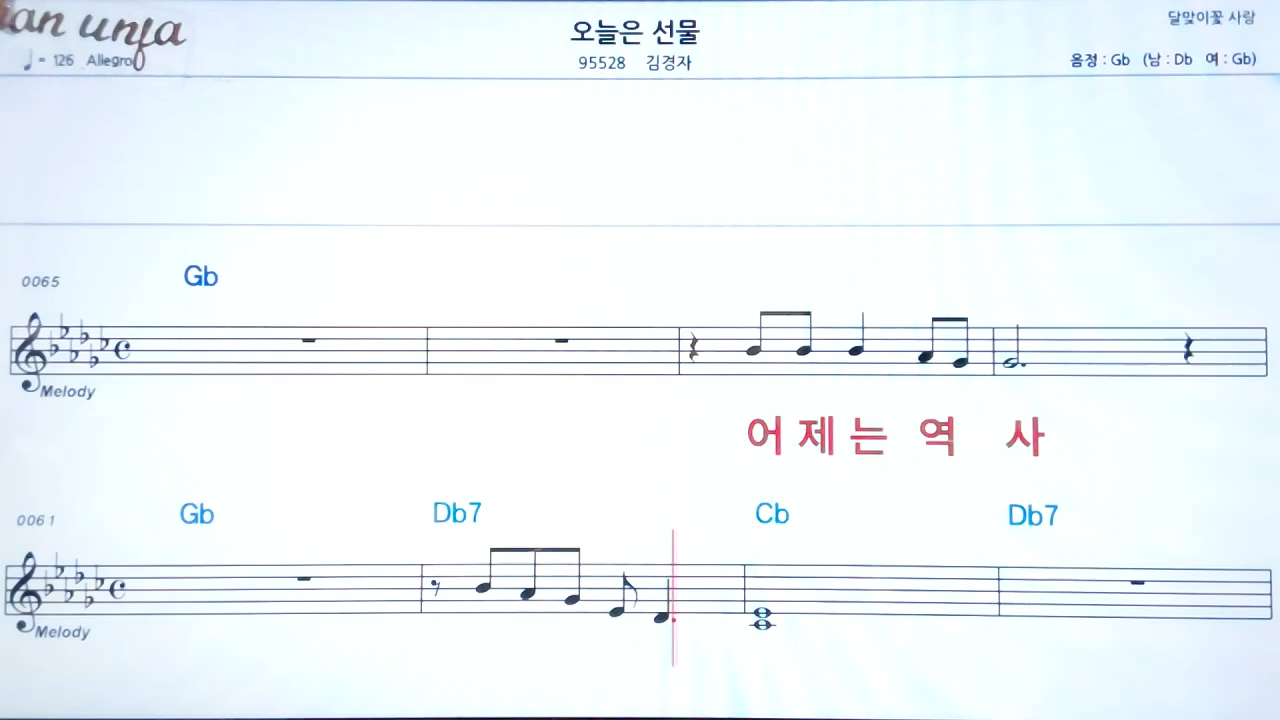 an unja
오늘은 선물
달맞이꽃 사랑
♩ = 126 Allegro
95528 김경자
음정 : Gb (남 : Db 여 : Gb)
0065
Gb
Melody
어 제 는 역 사
0061
Gb Db7 Cb Db7
Melody